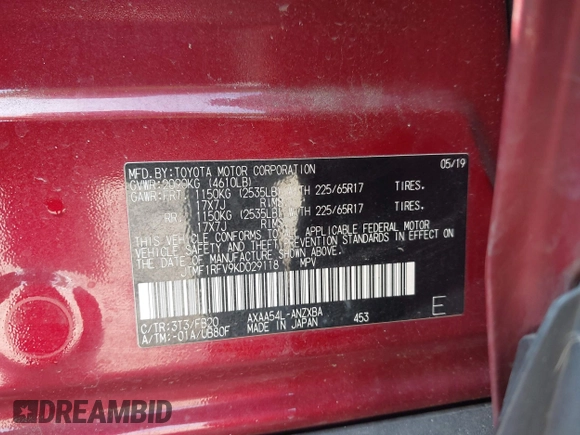 MFD.BY:TOYOTA MOTOR CORPORATION 05/19
GVWR:2090KG (4610LB)
GAWR:FRT. 1150KG (2535LB) WITH 225/65R17 TIRES.
17X7J RIMS.
RR. 1150KG (2535LB) WITH 225/65R17 TIRES.
17X7J RIMS.
THIS VEHICLE CONFORMS TO ALL APPLICABLE FEDERAL MOTOR
VEHICLE SAFETY AND THEFT PREVENTION STANDARDS IN EFFECT
ON THE DATE OF MANUFACTURE SHOWN ABOVE.
JTMF1RFV9KD029118 MPV
C/TR:3T3/FB20 AXAA54L-ANZXBA 453 E
A/TM:-01A/UB80F MADE IN JAPAN
DREAMBID